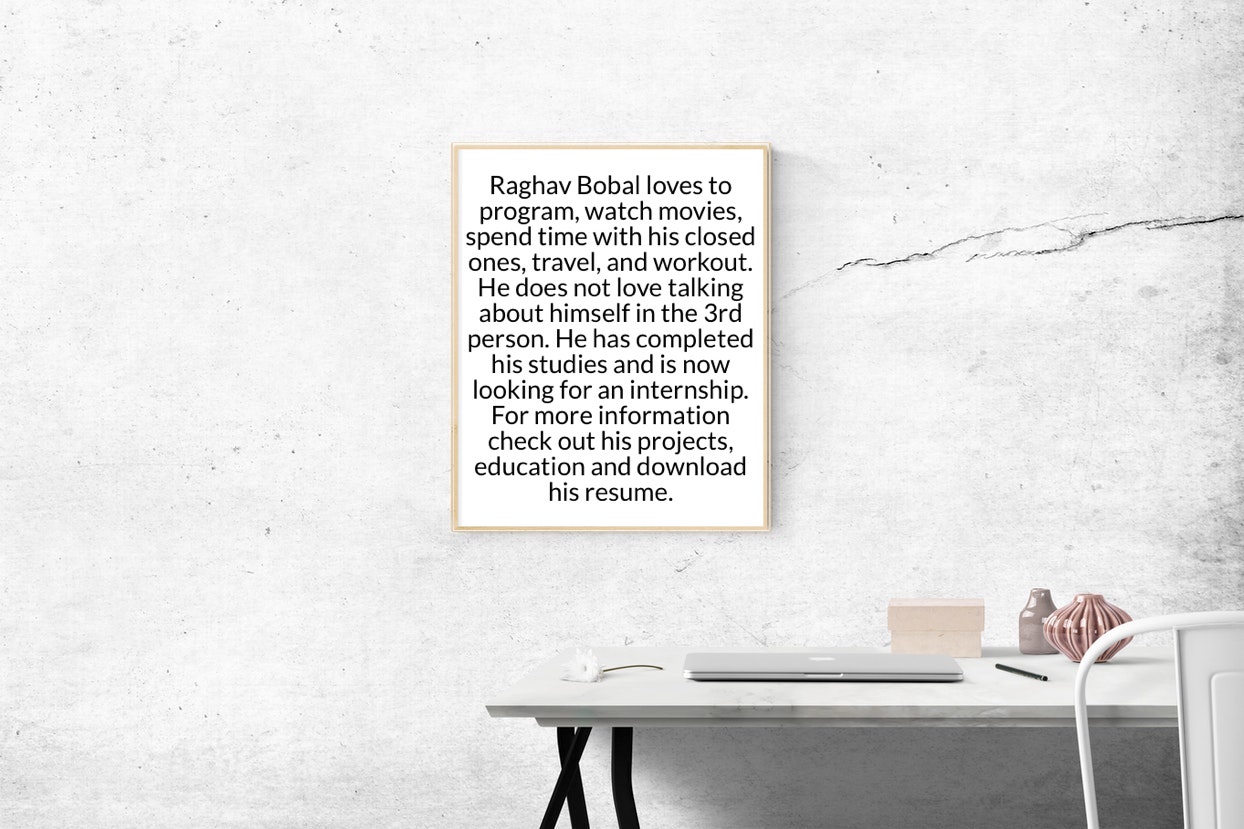 Raghav Bobal loves to
program, watch movies,
spend time with his closed
ones, travel, and workout.
He does not love talking
about himself in the 3rd
person. He has completed
his studies and is now
looking for an internship.
For more information
check out his projects,
education and download
his resume.